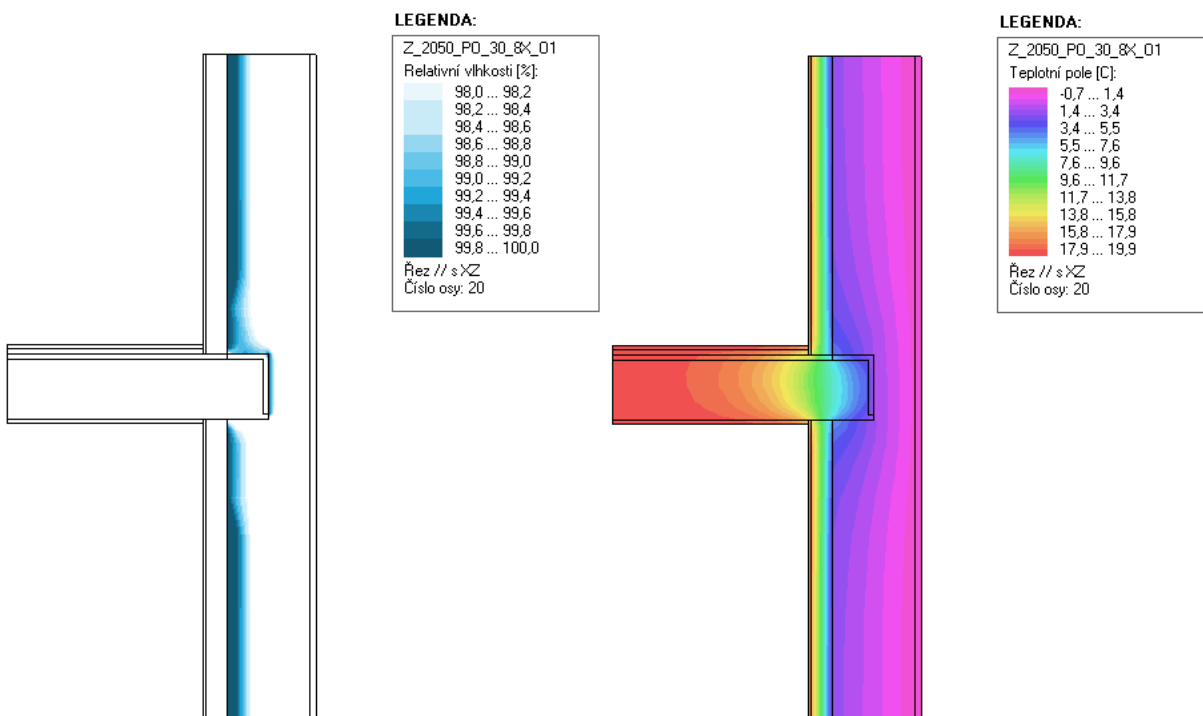 LEGENDA:
Z_2050_P0_30_8X_01
Relativní vlhkosti [%]:
98,0 ... 98,2
98,2 ... 98,4
98,4 ... 98,6
98,6 ... 98,8
98,8 ... 99,0
99,0 ... 99,2
99,2 ... 99,4
99,4 ... 99,6
99,6 ... 99,8
99,8 ... 100,0
Řez // s XZ
Číslo osy: 20
LEGENDA:
Z_2050_P0_30_8X_01
Teplotní pole [C]:
-0,7 ... 1,4
1,4 ... 3,4
3,4 ... 5,5
5,5 ... 7,6
7,6 ... 9,6
9,6 ... 11,7
11,7 ... 13,8
13,8 ... 15,8
15,8 ... 17,9
17,9 ... 19,9
Řez // s XZ
Číslo osy: 20